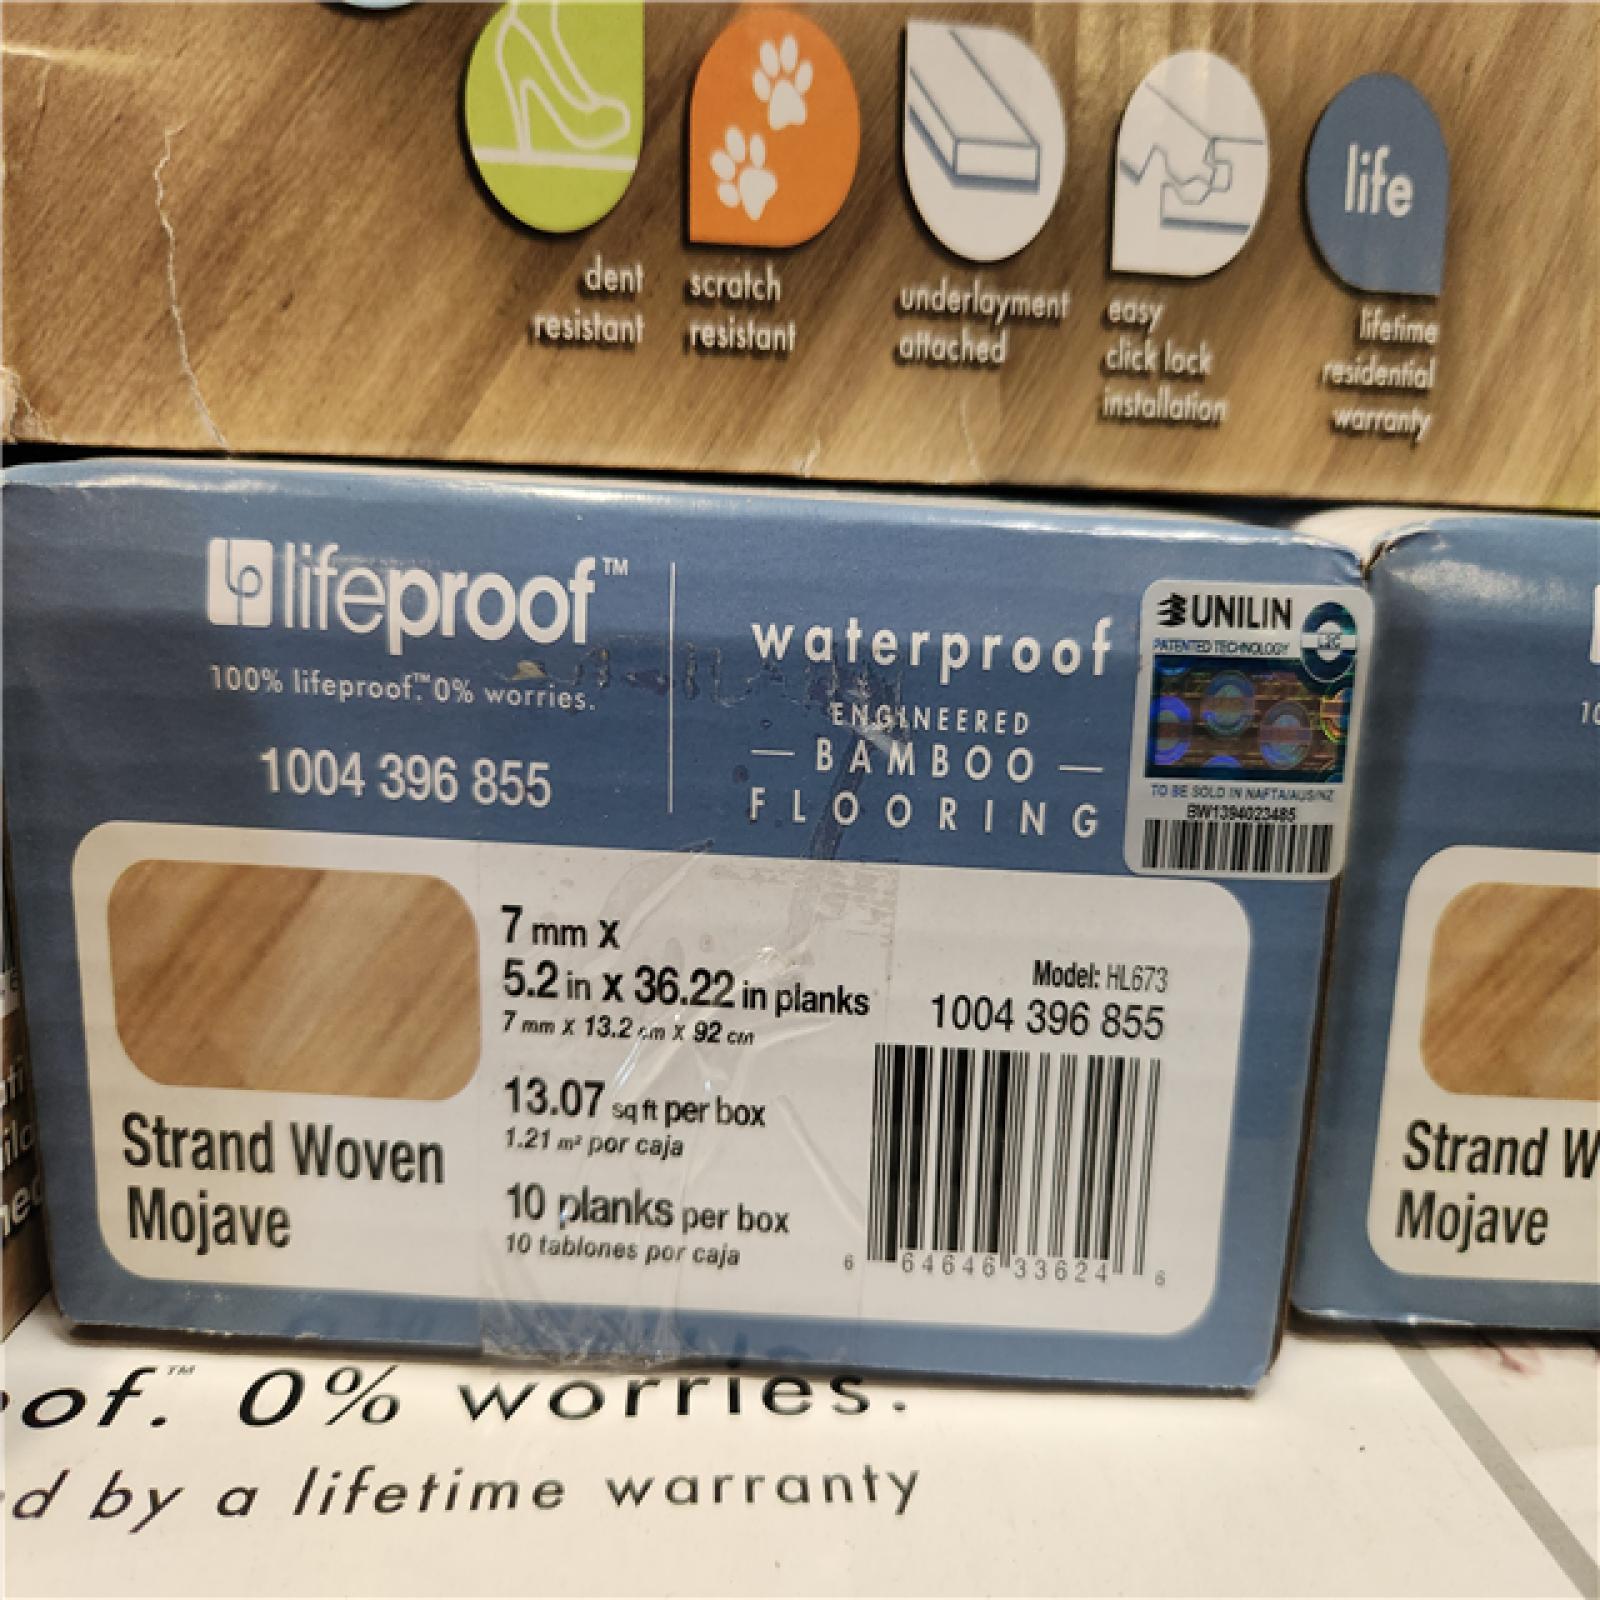 dent
resistant
scratch
resistant
underlayment
attached
easy
click lock
installation
life
lifetime
residential
warranty
lifeproof™
100% lifeproof.™ 0% worries.
1004 396 855
waterproof
ENGINEERED
— BAMBOO —
FLOORING
UNILIN
PATENTED TECHNOLOGY
TO BE SOLD IN NAFTA/AUS/NZ
BW1394023485
7 mm x
5.2 in x 36.22 in planks
7 mm x 13.2 cm x 92 cm
13.07 sq ft per box
1.21 m² por caja
10 planks per box
10 tablones por caja
Strand Woven
Mojave
Model: HL673
1004 396 855
6 64646 33624 6
Strand W
Mojave
of.™ 0% worries.
d by a lifetime warranty